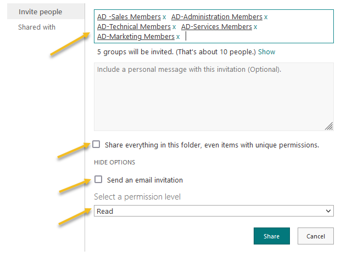 Invite people
Shared with
AD -Sales Members x AD-Administration Members x
AD-Technical Members x AD-Services Members x
AD-Marketing Members x
5 groups will be invited. (That's about 10 people.) Show
Include a personal message with this invitation (Optional).
Share everything in this folder, even items with unique permissions.
HIDE OPTIONS
Send an email invitation
Select a permission level
Read
Share Cancel